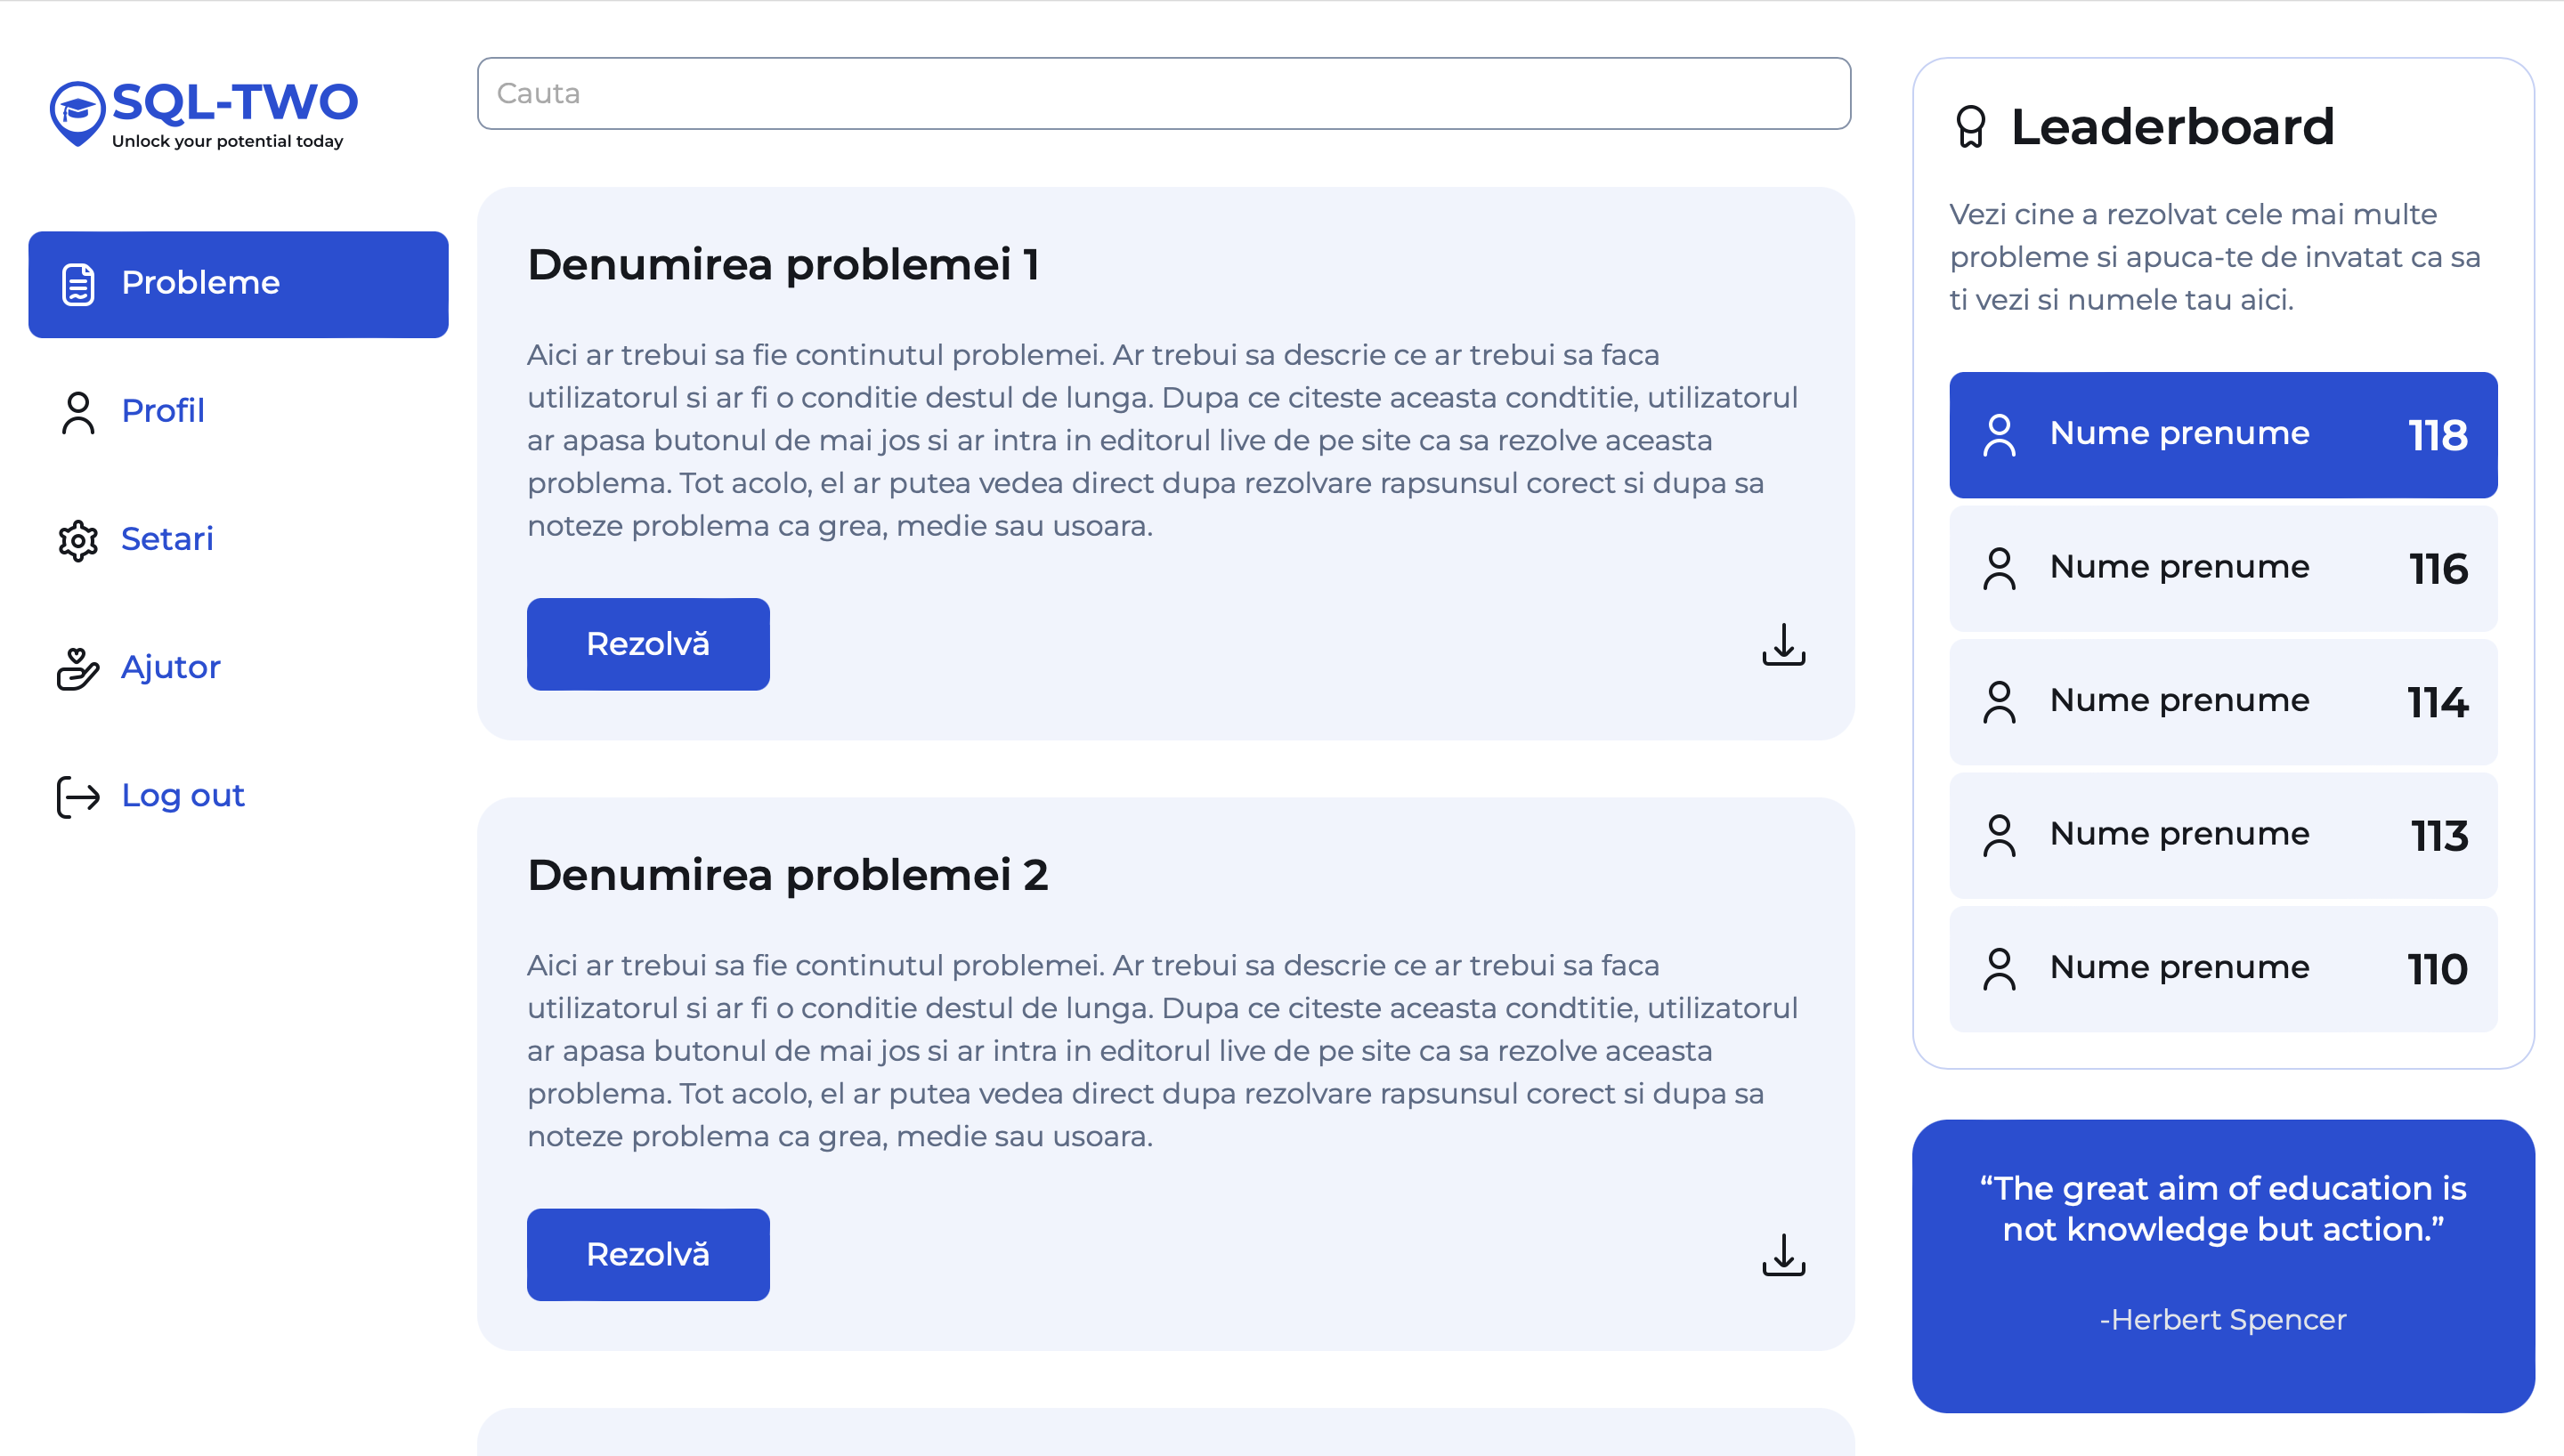 SQL-TWO
Unlock your potential today
Probleme
Profil
Setari
Ajutor
Log out
Cauta
Denumirea problemei 1
Aici ar trebui sa fie continutul problemei. Ar trebui sa descrie ce ar trebui sa faca
utilizatorul si ar fi o conditie destul de lunga. Dupa ce citeste aceasta condtitie, utilizatorul
ar apasa butonul de mai jos si ar intra in editorul live de pe site ca sa rezolve aceasta
problema. Tot acolo, el ar putea vedea direct dupa rezolvare rapsunsul corect si dupa sa
noteze problema ca grea, medie sau usoara.
Rezolvă
Denumirea problemei 2
Aici ar trebui sa fie continutul problemei. Ar trebui sa descrie ce ar trebui sa faca
utilizatorul si ar fi o conditie destul de lunga. Dupa ce citeste aceasta condtitie, utilizatorul
ar apasa butonul de mai jos si ar intra in editorul live de pe site ca sa rezolve aceasta
problema. Tot acolo, el ar putea vedea direct dupa rezolvare rapsunsul corect si dupa sa
noteze problema ca grea, medie sau usoara.
Rezolvă
Leaderboard
Vezi cine a rezolvat cele mai multe
probleme si apuca-te de invatat ca sa
ti vezi si numele tau aici.
Nume prenume 118
Nume prenume 116
Nume prenume 114
Nume prenume 113
Nume prenume 110
“The great aim of education is
not knowledge but action.”
-Herbert Spencer